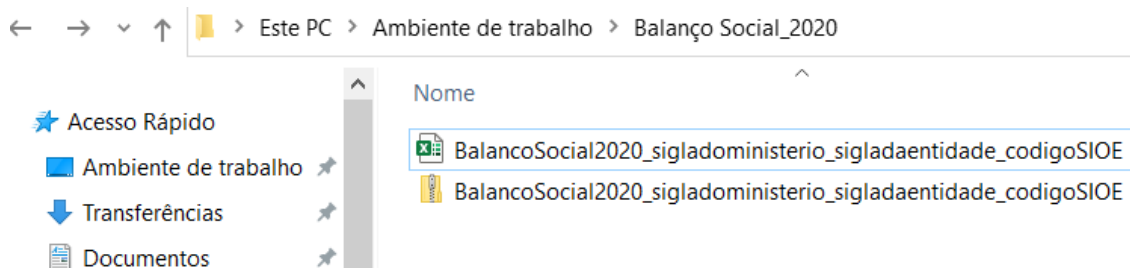 Este PC > Ambiente de trabalho > Balanço Social_2020
Nome
Acesso Rápido
Ambiente de trabalho
Transferências
Documentos
BalancoSocial2020_sigladoministerio_sigladaentidade_codigoSIOE
BalancoSocial2020_sigladoministerio_sigladaentidade_codigoSIOE